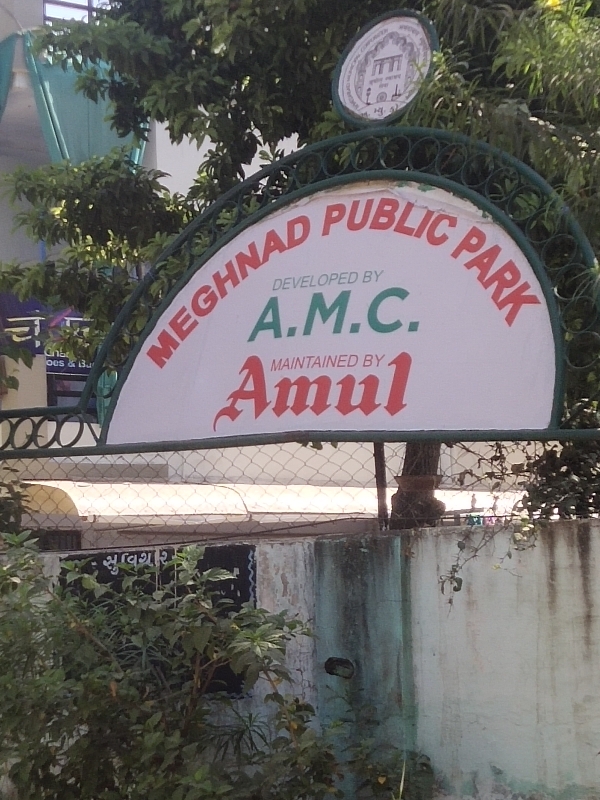 MEGHNAD PUBLIC PARK
DEVELOPED BY
A.M.C.
MAINTAINED BY
Amul
સુવિચાર